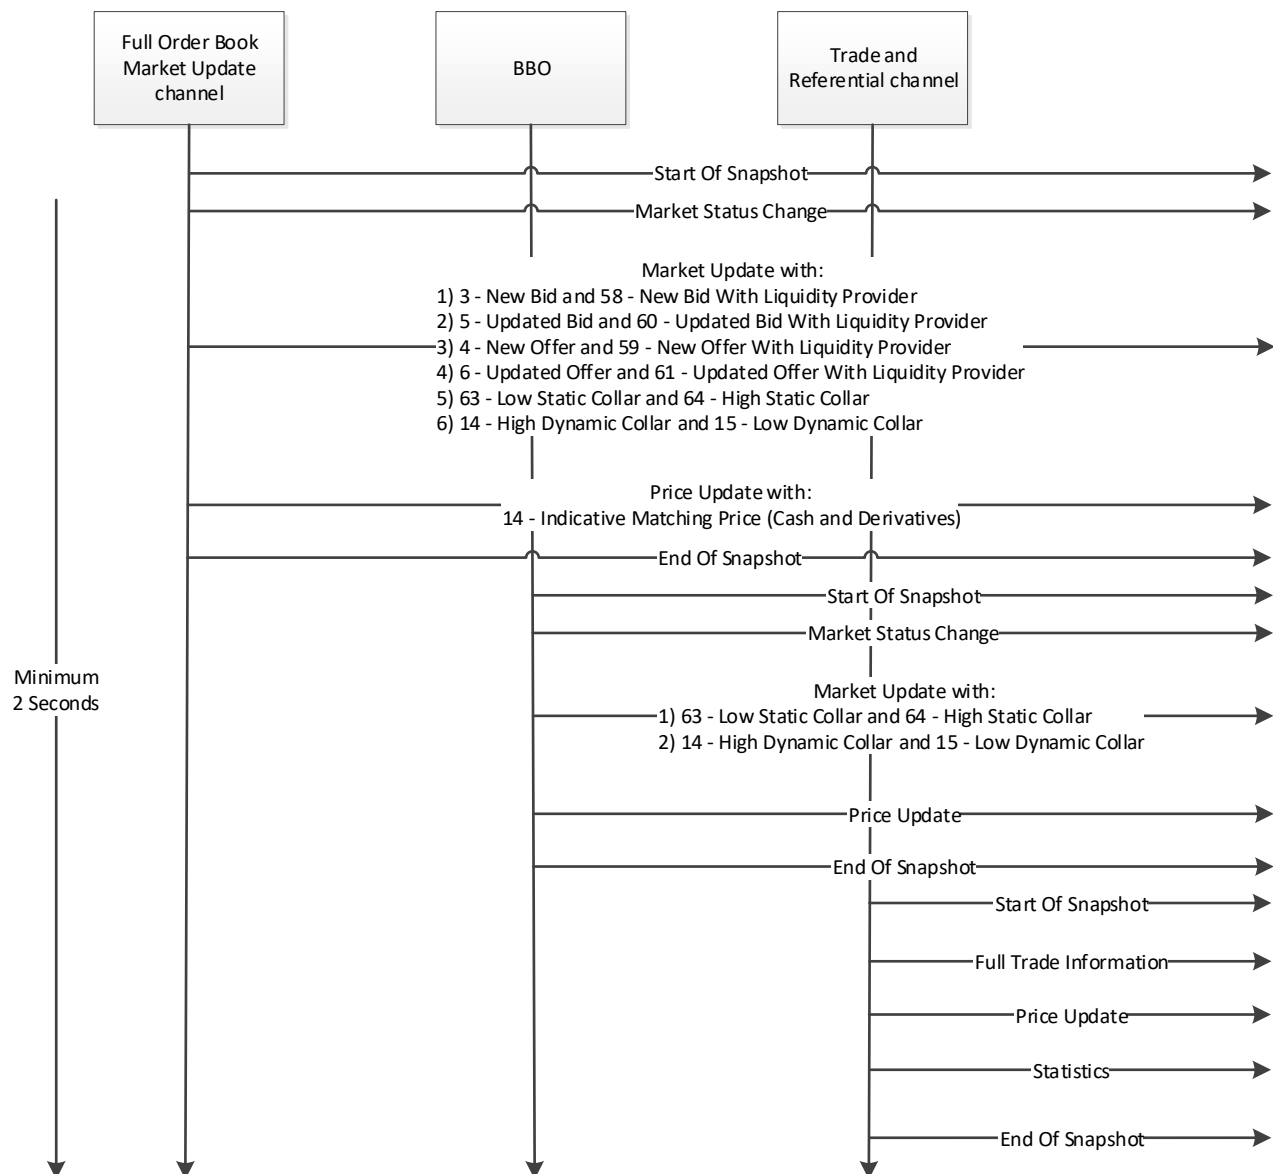 Full Order Book
Market Update
channel
BBO
Trade and
Referential channel
Start Of Snapshot
Market Status Change
Market Update with:
1) 3 - New Bid and 58 - New Bid With Liquidity Provider
2) 5 - Updated Bid and 60 - Updated Bid With Liquidity Provider
3) 4 - New Offer and 59 - New Offer With Liquidity Provider
4) 6 - Updated Offer and 61 - Updated Offer With Liquidity Provider
5) 63 - Low Static Collar and 64 - High Static Collar
6) 14 - High Dynamic Collar and 15 - Low Dynamic Collar
Price Update with:
14 - Indicative Matching Price (Cash and Derivatives)
End Of Snapshot
Start Of Snapshot
Market Status Change
Minimum
2 Seconds
Market Update with:
1) 63 - Low Static Collar and 64 - High Static Collar
2) 14 - High Dynamic Collar and 15 - Low Dynamic Collar
Price Update
End Of Snapshot
Start Of Snapshot
Full Trade Information
Price Update
Statistics
End Of Snapshot